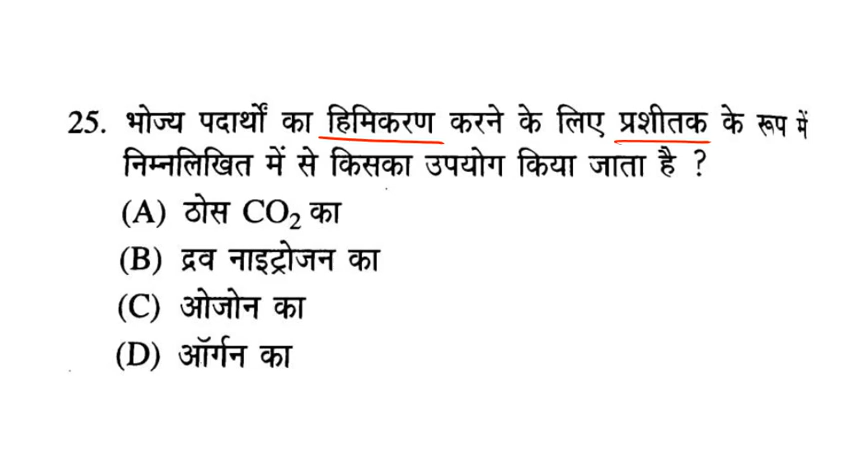 25. भोज्य पदार्थों का हिमिकरण करने के लिए प्रशीतक के रूप में
निम्नलिखित में से किसका उपयोग किया जाता है ?
(A) ठोस CO₂ का
(B) द्रव नाइट्रोजन का
(C) ओजोन का
(D) ऑर्गन का